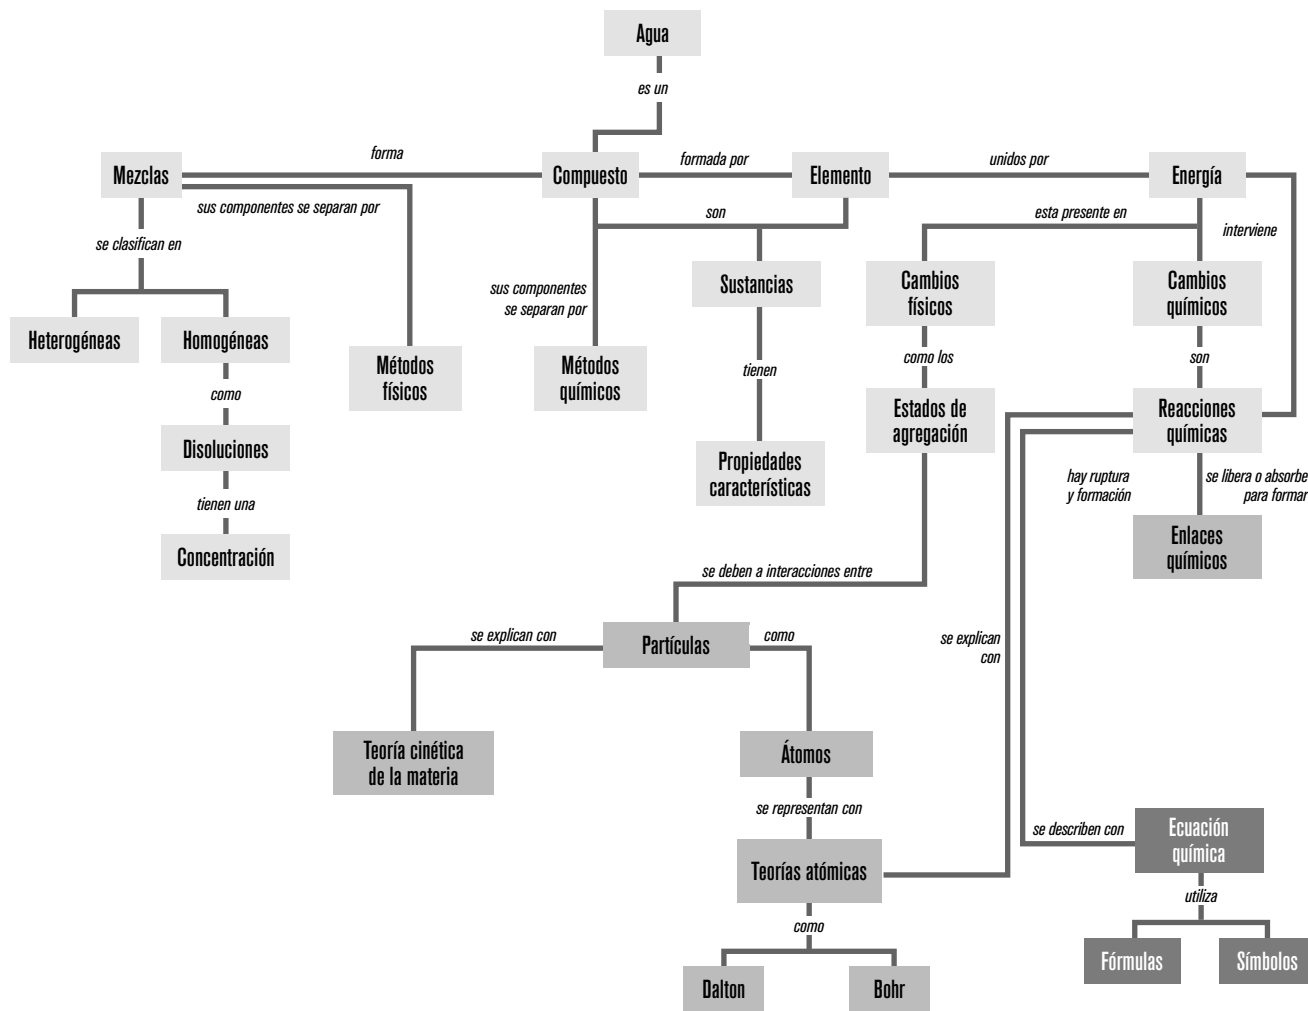 Agua
es un
forma
formada por
unidos por
Mezclas
Compuesto
Elemento
Energía
sus componentes se separan por
son
esta presente en
interviene
se clasifican en
sus componentes
se separan por
Sustancias
Cambios
físicos
Cambios
químicos
Heterogéneas
Homogéneas
Métodos
físicos
Métodos
químicos
tienen
como los
son
como
Estados de
agregación
Reacciones
químicas
Disoluciones
Propiedades
características
hay ruptura
y formación
se libera o absorbe
para formar
tienen una
Concentración
Enlaces
químicos
se deben a interacciones entre
se explican con
Partículas
como
se explican
con
Teoría cinética
de la materia
Átomos
se representan con
se describen con
Ecuación
química
Teorías atómicas
utiliza
como
Fórmulas
Símbolos
Dalton
Bohr